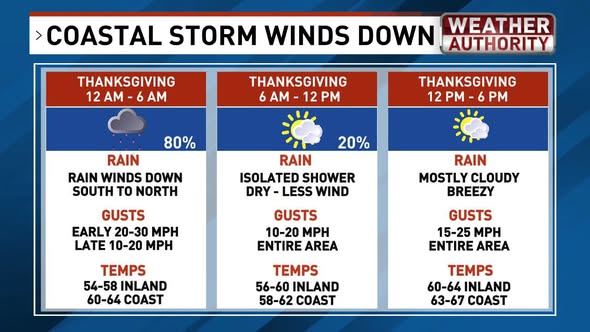 COASTAL STORM WINDS DOWN
WEATHER
AUTHORITY
THANKSGIVING
12 AM - 6 AM
80%
RAIN
RAIN WINDS DOWN
SOUTH TO NORTH
GUSTS
EARLY 20-30 MPH
LATE 10-20 MPH
TEMPS
54-58 INLAND
60-64 COAST
THANKSGIVING
6 AM - 12 PM
20%
RAIN
ISOLATED SHOWER
DRY - LESS WIND
GUSTS
10-20 MPH
ENTIRE AREA
TEMPS
56-60 INLAND
58-62 COAST
THANKSGIVING
12 PM - 6 PM
RAIN
MOSTLY CLOUDY
BREEZY
GUSTS
15-25 MPH
ENTIRE AREA
TEMPS
60-64 INLAND
63-67 COAST